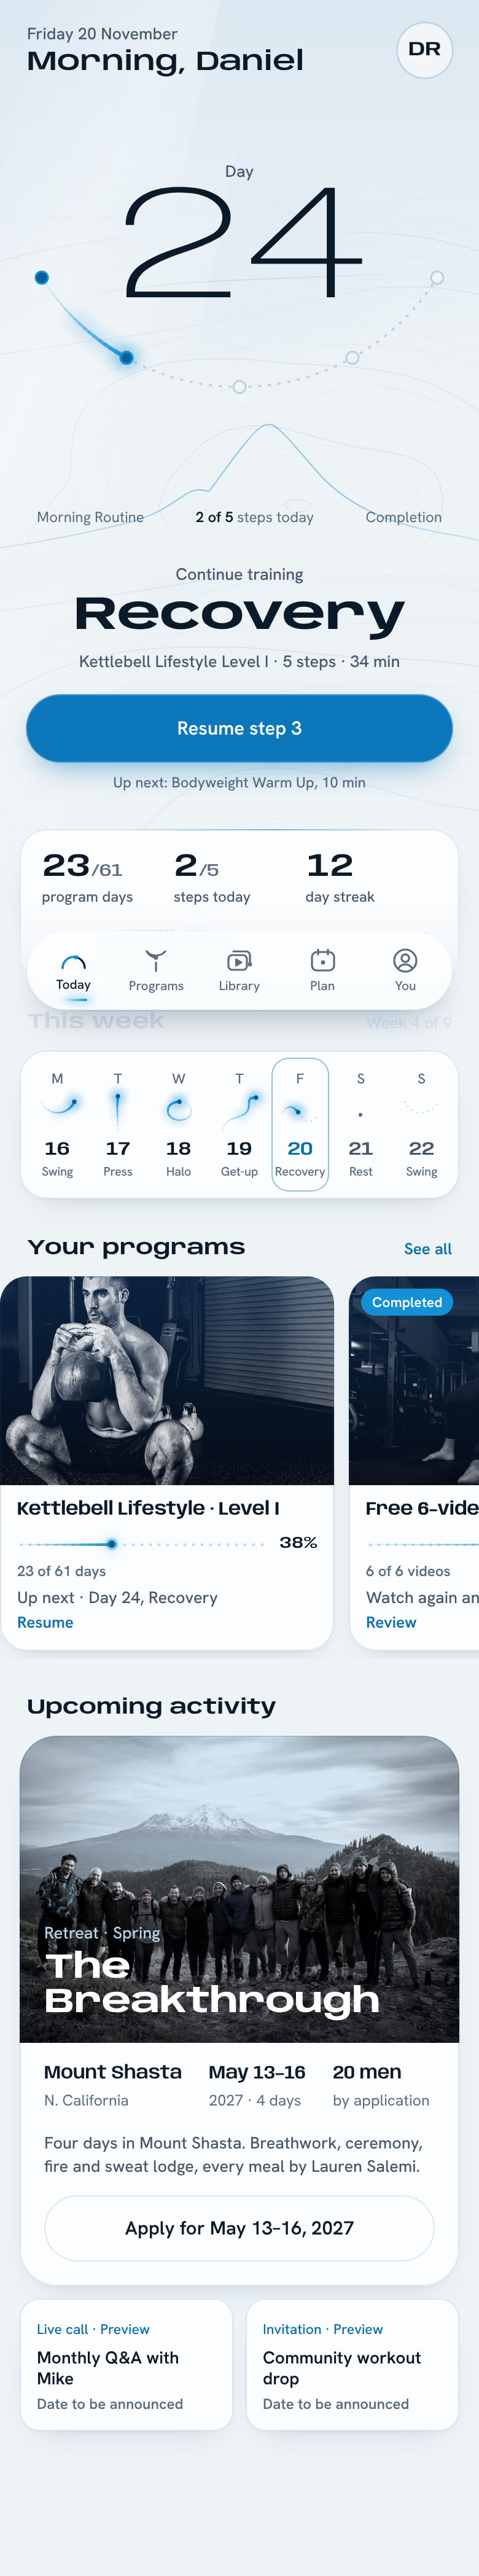 Friday 20 November
Morning, Daniel
DR
Day
24
Morning Routine
2 of 5 steps today
Completion
Continue training
Recovery
Kettlebell Lifestyle Level I · 5 steps · 34 min
Resume step 3
Up next: Bodyweight Warm Up, 10 min
23/61
2/5
12
program days
steps today
day streak
Today
Programs
Library
Plan
You
This week
Week 4 of 9
M T W T F S S
16 17 18 19 20 21 22
Swing Press Halo Get-up Recovery Rest Swing
Your programs
See all
Completed
Kettlebell Lifestyle · Level I
38%
23 of 61 days
Up next · Day 24, Recovery
Resume
Free 6-vide
6 of 6 videos
Watch again an
Review
Upcoming activity
Retreat · Spring
The
Breakthrough
Mount Shasta
May 13–16
20 men
N. California
2027 · 4 days
by application
Four days in Mount Shasta. Breathwork, ceremony,
fire and sweat lodge, every meal by Lauren Salemi.
Apply for May 13–16, 2027
Live call · Preview
Monthly Q&A with
Mike
Date to be announced
Invitation · Preview
Community workout
drop
Date to be announced